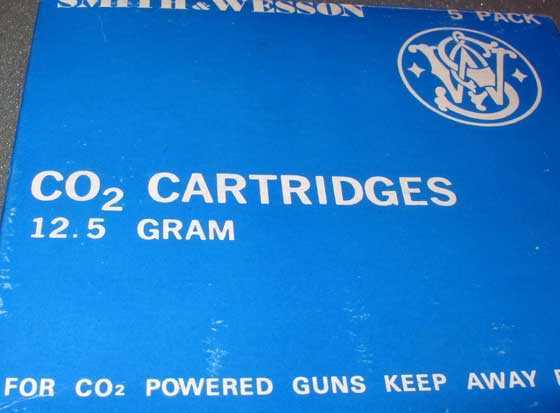 SMITH & WESSON
5 PACK
CO₂ CARTRIDGES
12.5 GRAM
FOR CO₂ POWERED GUNS KEEP AWAY